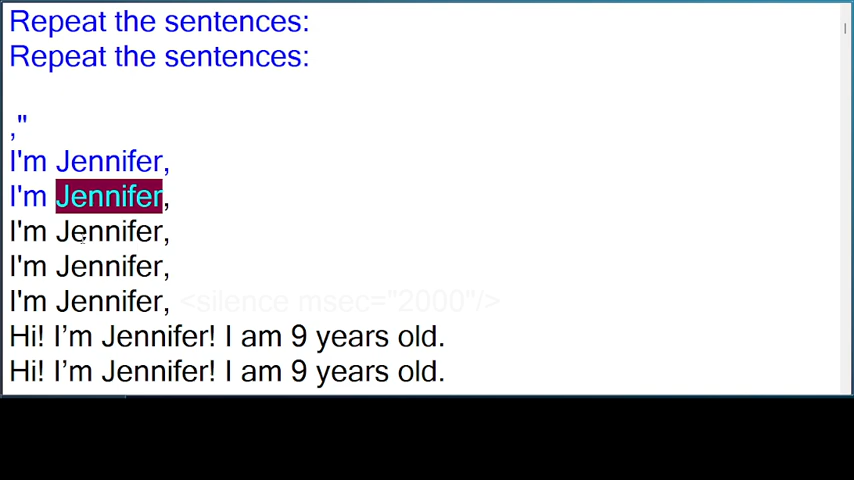 Repeat the sentences:
Repeat the sentences:
,"
I'm Jennifer,
I'm Jennifer,
I'm Jennifer,
I'm Jennifer,
I'm Jennifer, <silence msec="2000"/>
Hi! I’m Jennifer! I am 9 years old.
Hi! I’m Jennifer! I am 9 years old.